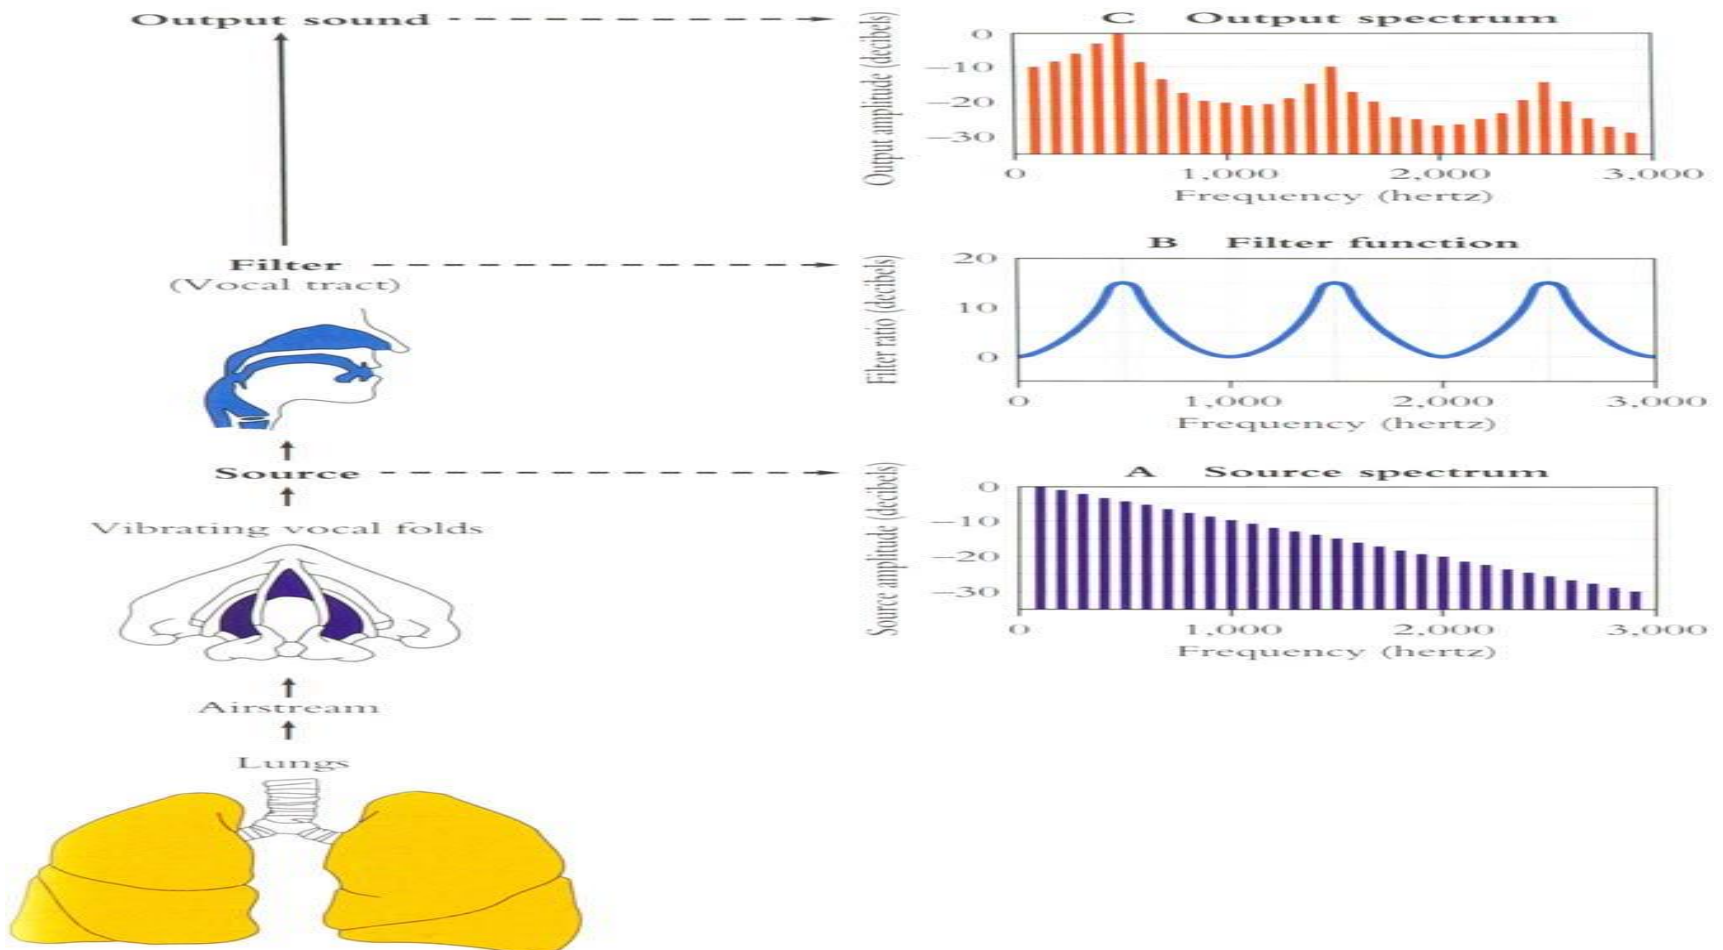 Output sound
Filter
(Vocal tract)
Source
Vibrating vocal folds
Airstream
Lungs
C Output spectrum
Output amplitude (decibels)
0
−10
−20
−30
0 1,000 2,000 3,000
Frequency (hertz)
B Filter function
Filter ratio (decibels)
20
10
0
0 1,000 2,000 3,000
Frequency (hertz)
A Source spectrum
Source amplitude (decibels)
0
−10
−20
−30
0 1,000 2,000 3,000
Frequency (hertz)